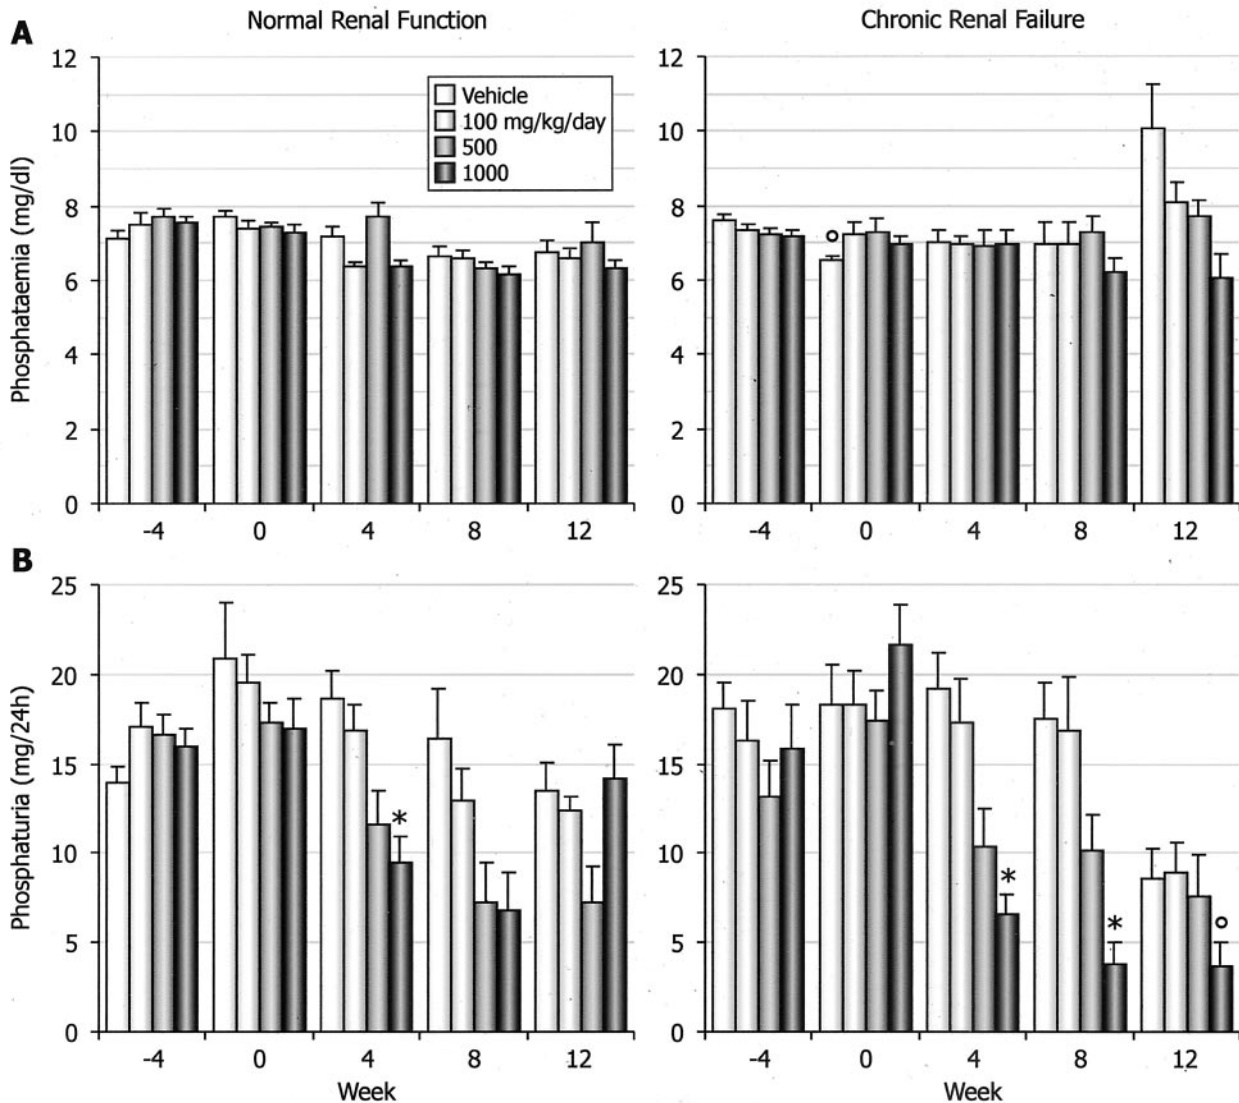 Normal Renal Function
Chronic Renal Failure
A
Phosphataemia (mg/dl)
12
10
8
6
4
2
0
Vehicle
100 mg/kg/day
500
1000
-4 0 4 8 12
12
10
8
6
4
2
0
°
-4 0 4 8 12
B
Phosphaturia (mg/24h)
25
20
15
10
5
0
*
-4 0 4 8 12
Week
25
20
15
10
5
0
* * °
-4 0 4 8 12
Week